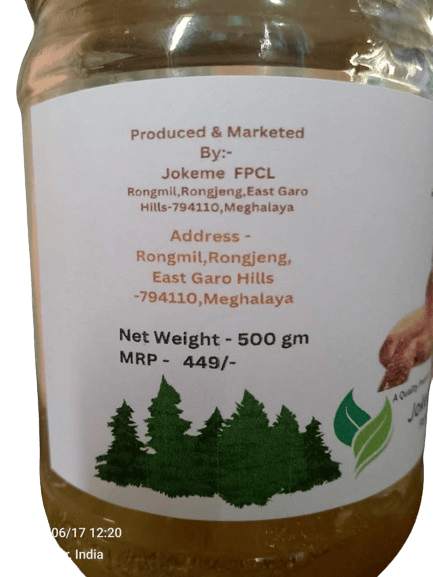 Produced & Marketed
By:-
Jokeme FPCL
Rongmil,Rongjeng,East Garo
Hills-794110,Meghalaya
Address -
Rongmil,Rongjeng,
East Garo Hills
-794110,Meghalaya
Net Weight - 500 gm
MRP - 449/-
A Quality
06/17 12:20
, India